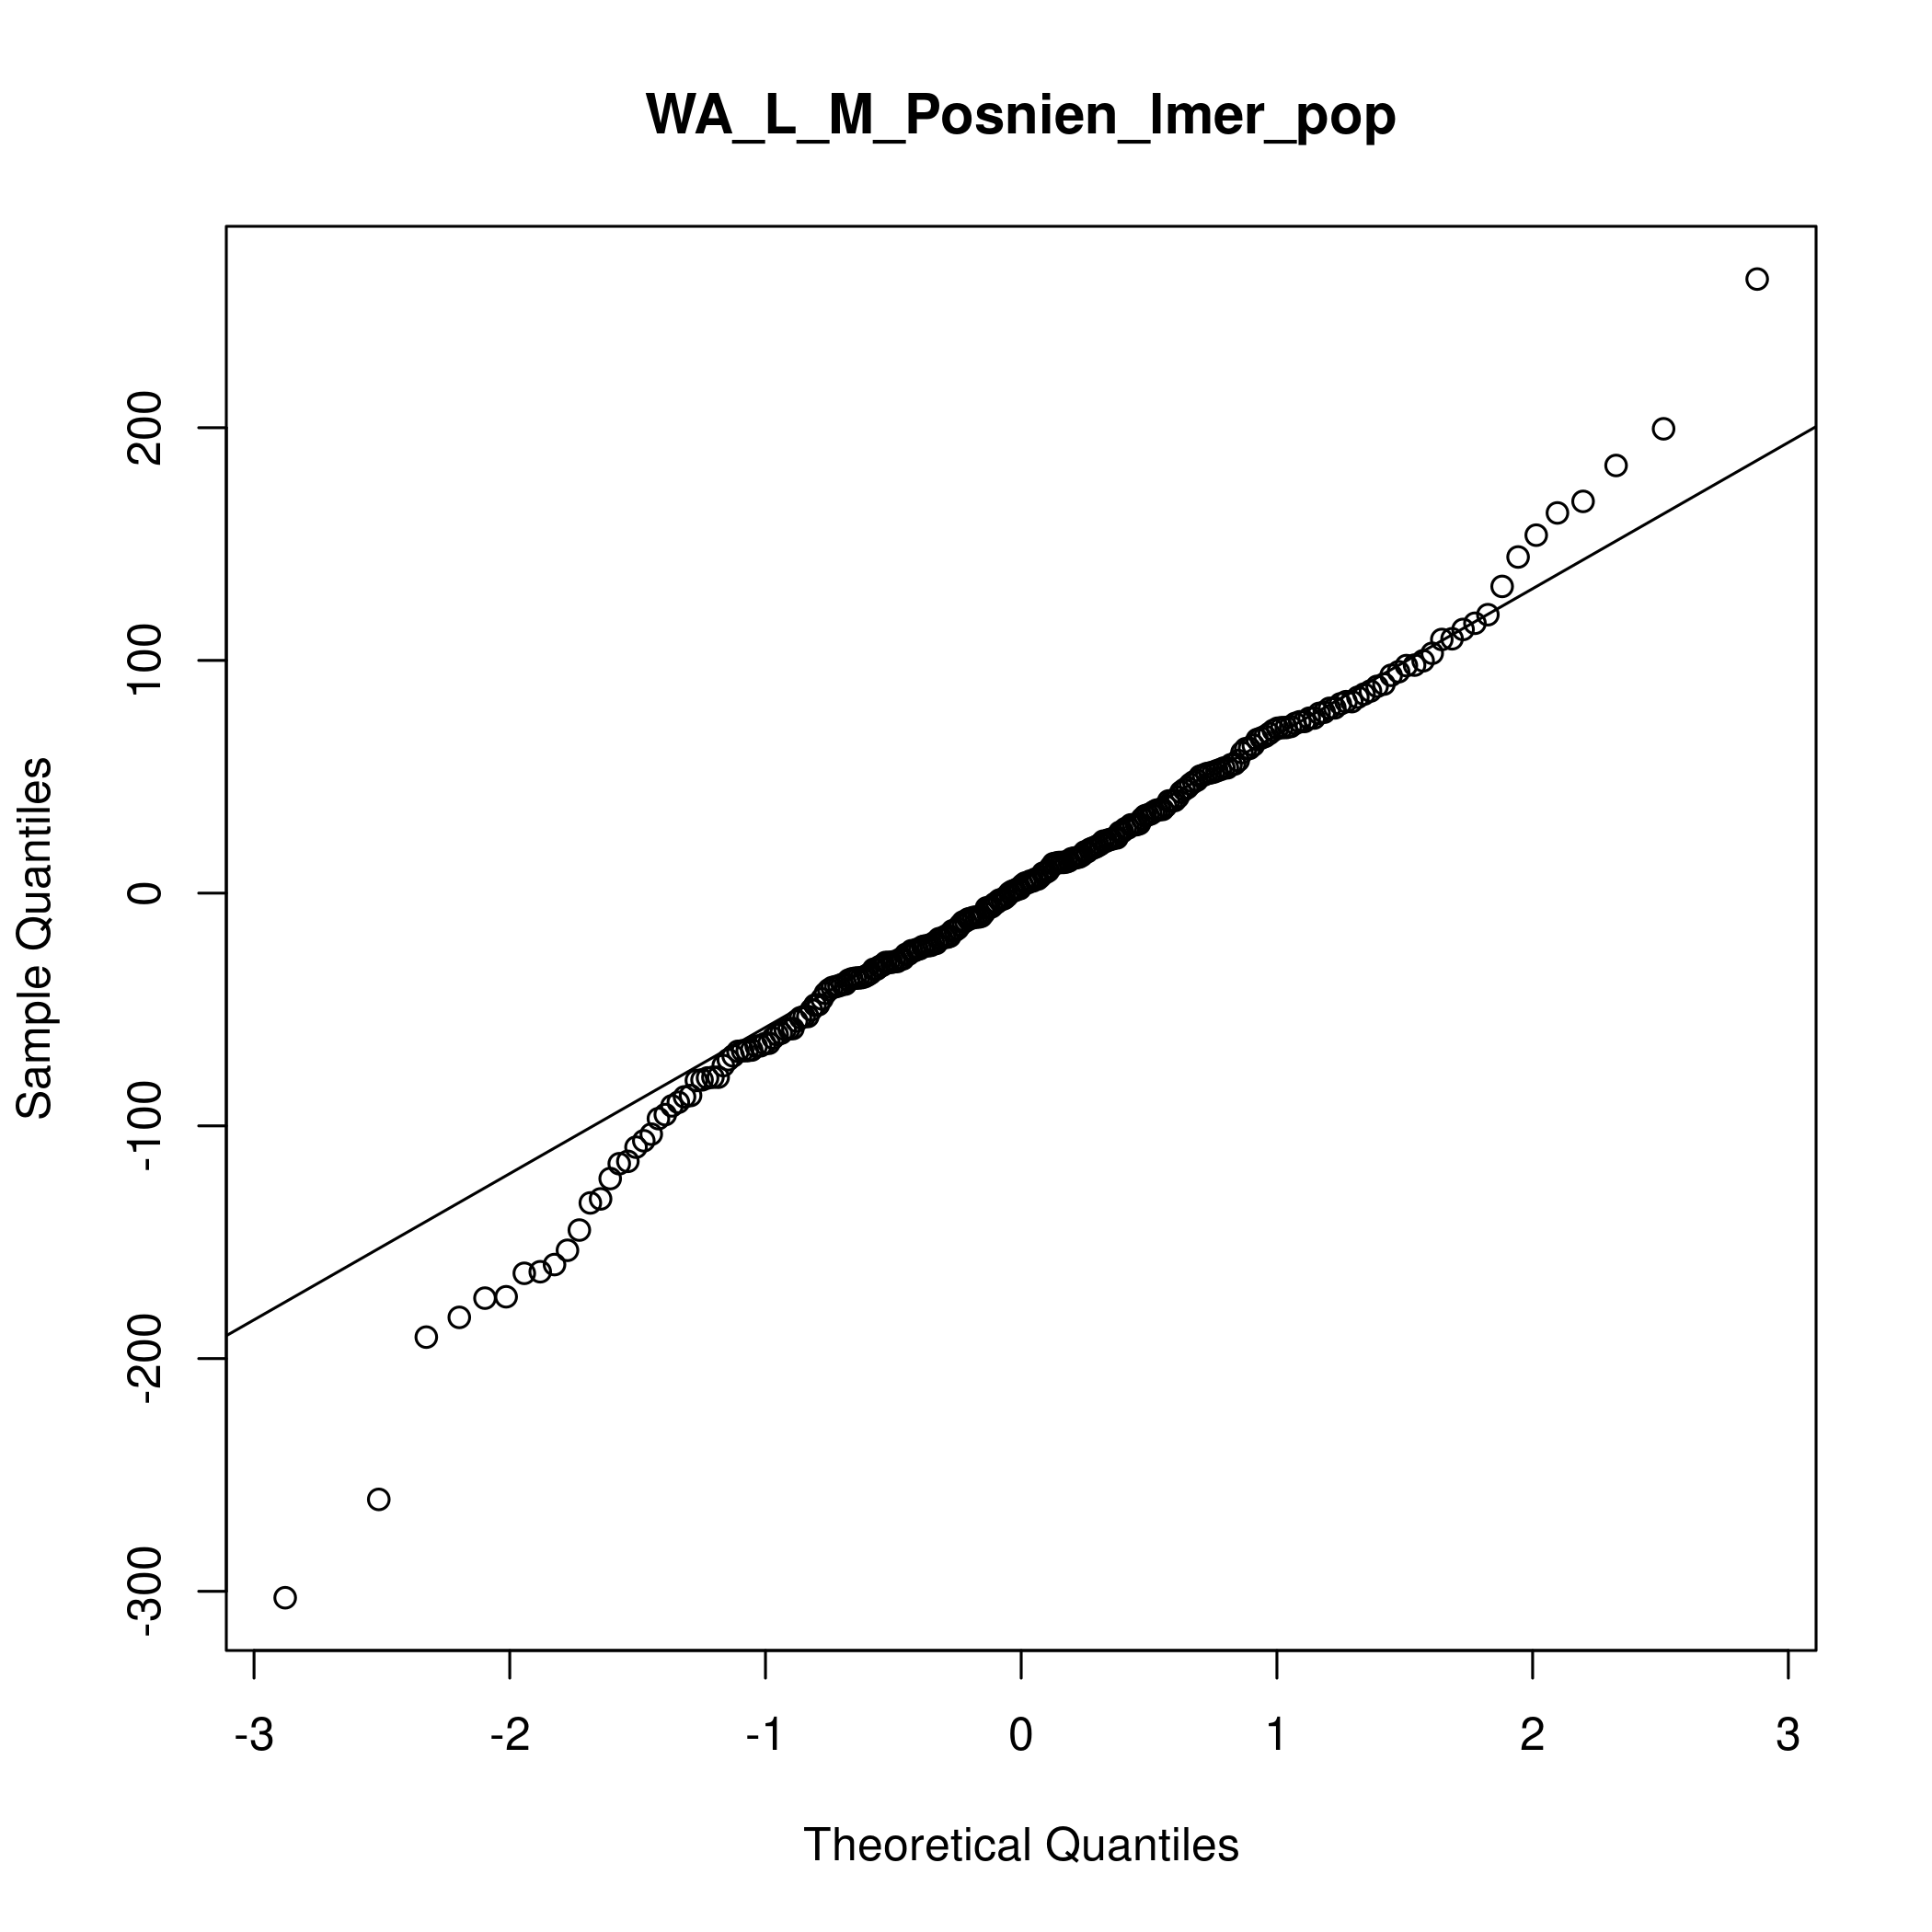 WA_L_M_Posnien_lmer_pop
Sample Quantiles
200
100
0
-100
-200
-300
-3 -2 -1 0 1 2 3
Theoretical Quantiles